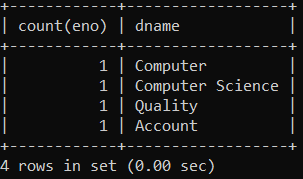 +------------+------------------+
| count(eno) | dname            |
+------------+------------------+
|          1 | Computer         |
|          1 | Computer Science |
|          1 | Quality          |
|          1 | Account          |
+------------+------------------+
4 rows in set (0.00 sec)